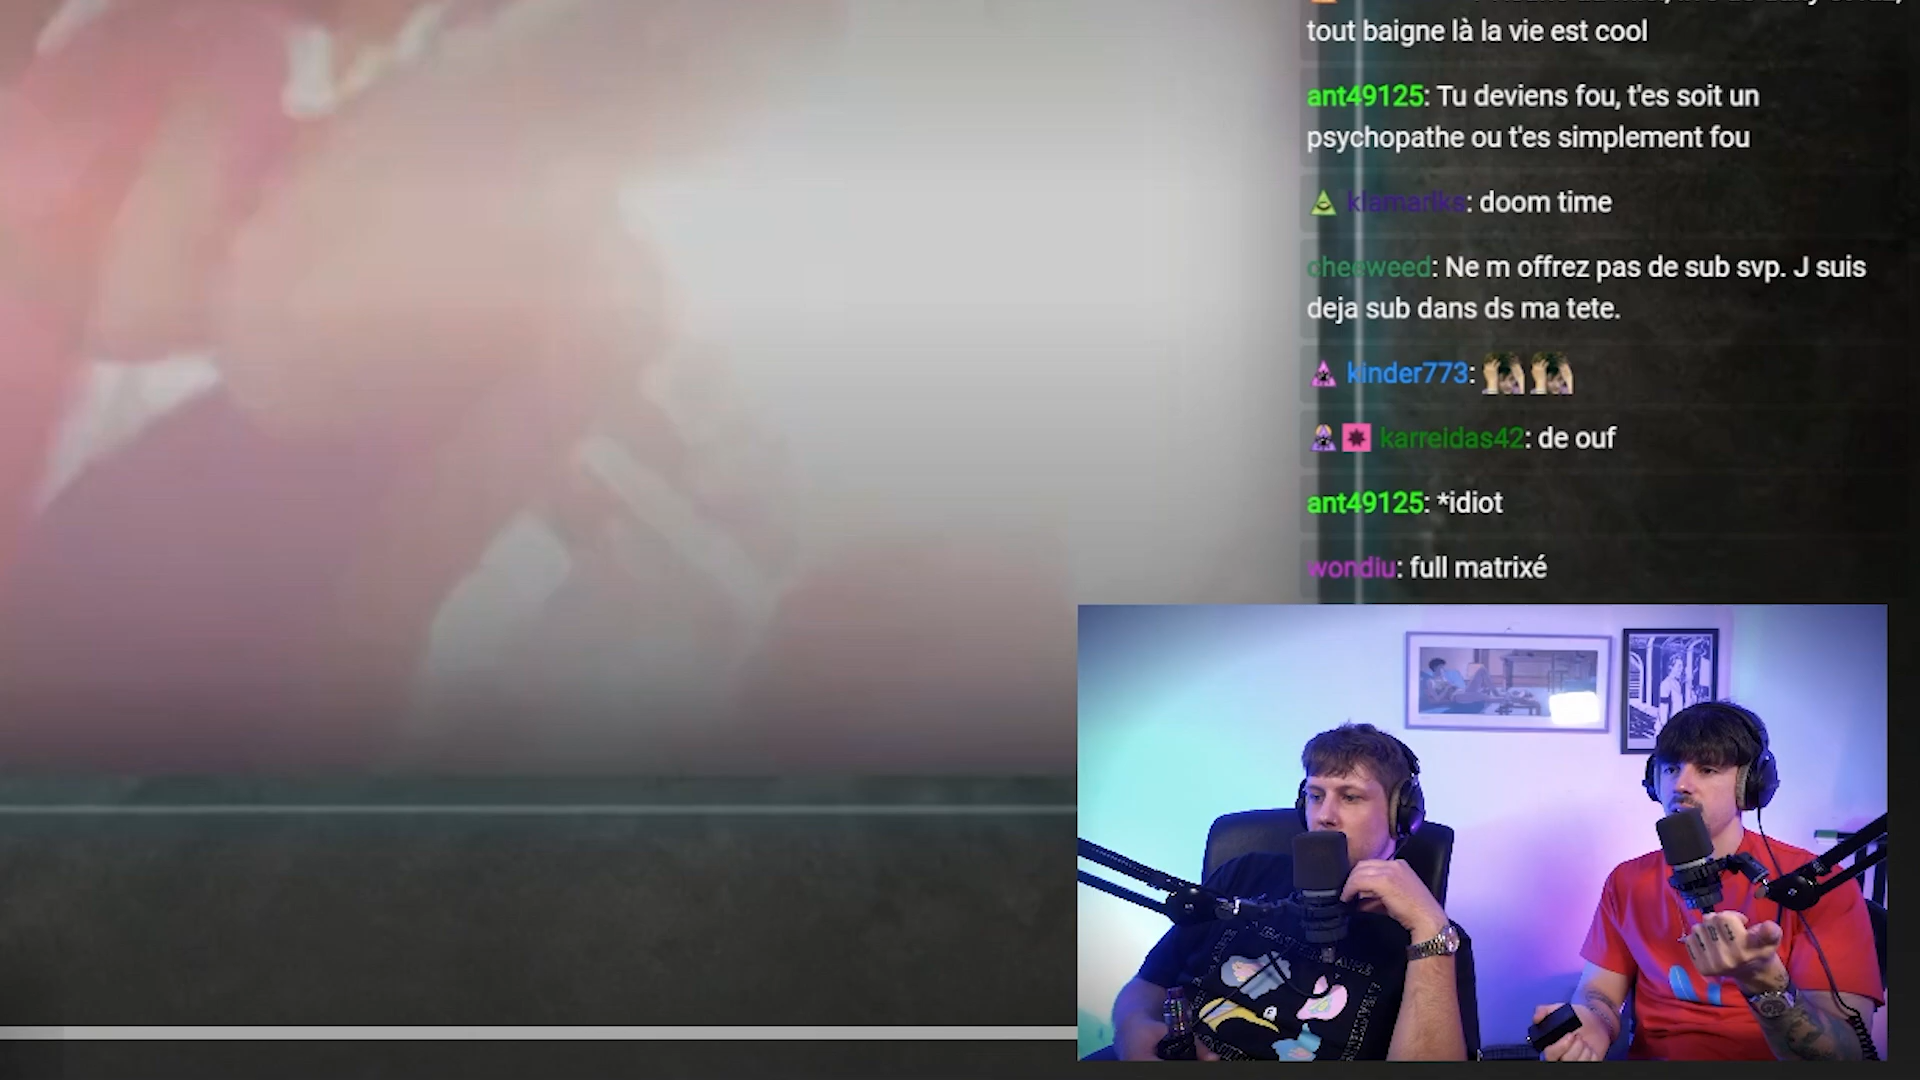 tout baigne là la vie est cool
ant49125: Tu deviens fou, t'es soit un
psychopathe ou t'es simplement fou
klamariks: doom time
cheeweed: Ne m offrez pas de sub svp. J suis
deja sub dans ds ma tete.
kinder773:
karreidas42: de ouf
ant49125: *idiot
wondiu: full matrixé